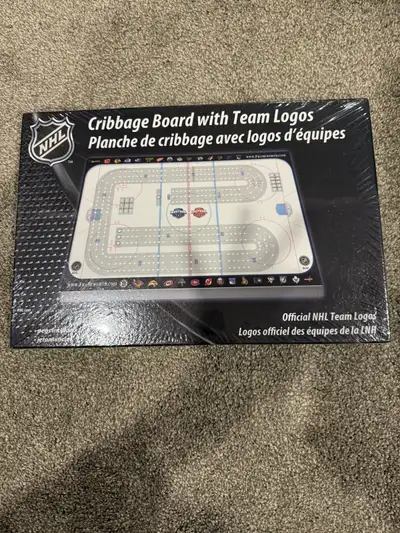 NHL
Cribbage Board with Team Logos
Planche de cribbage avec logos d'équipes
Official NHL Team Logos
Logos officiel des équipes de la LNH